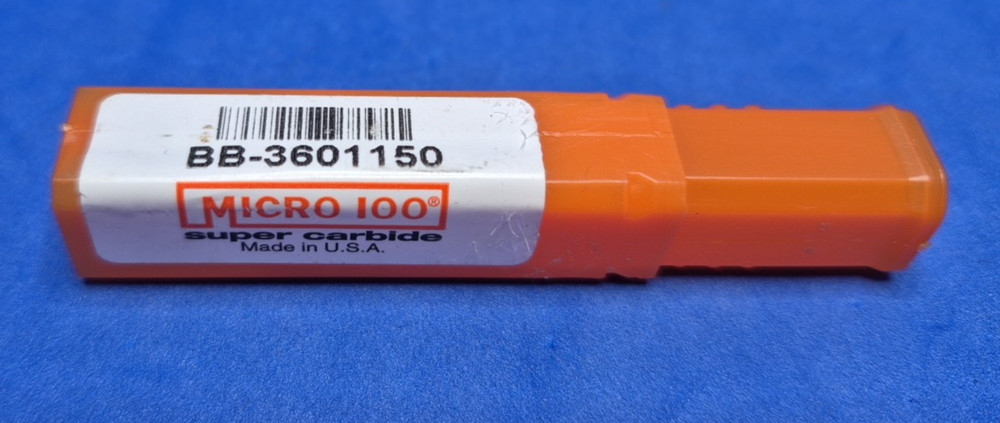 BB-3601150
MICRO 100®
super carbide
Made in U.S.A.